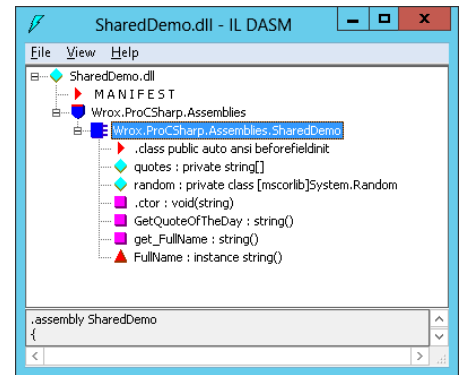 SharedDemo.dll - IL DASM
File View Help
SharedDemo.dll
M A N I F E S T
Wrox.ProCSharp.Assemblies
Wrox.ProCSharp.Assemblies.SharedDemo
.class public auto ansi beforefieldinit
quotes : private string[]
random : private class [mscorlib]System.Random
.ctor : void(string)
GetQuoteOfTheDay : string()
get_FullName : string()
FullName : instance string()
.assembly SharedDemo
{